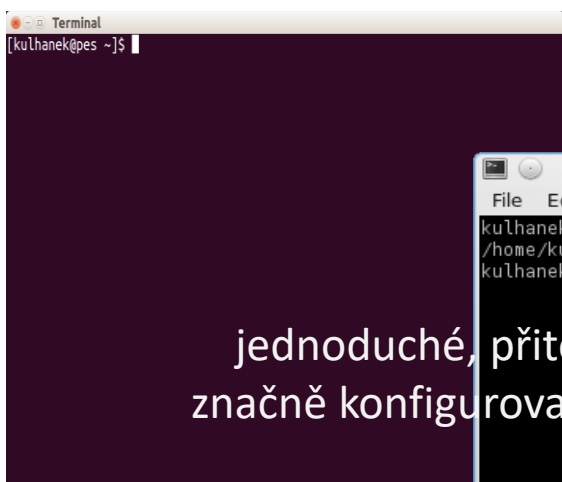 Terminal
[kulhanek@pes ~]$
File E
kulhanek
/home/ku
kulhanek
jednoduché, přit
značně konfigurova